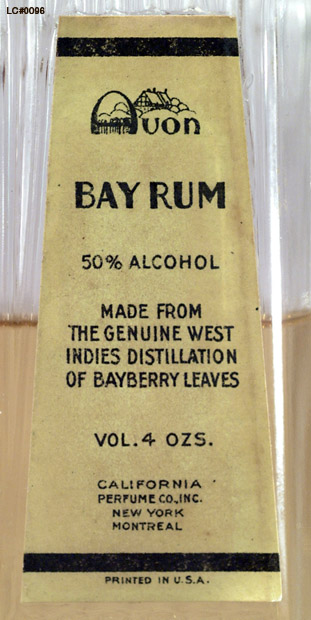 LC#0096
Avon
BAY RUM
50% ALCOHOL
MADE FROM
THE GENUINE WEST
INDIES DISTILLATION
OF BAYBERRY LEAVES
VOL. 4 OZS.
CALIFORNIA
PERFUME CO., INC.
NEW YORK
MONTREAL
PRINTED IN U.S.A.